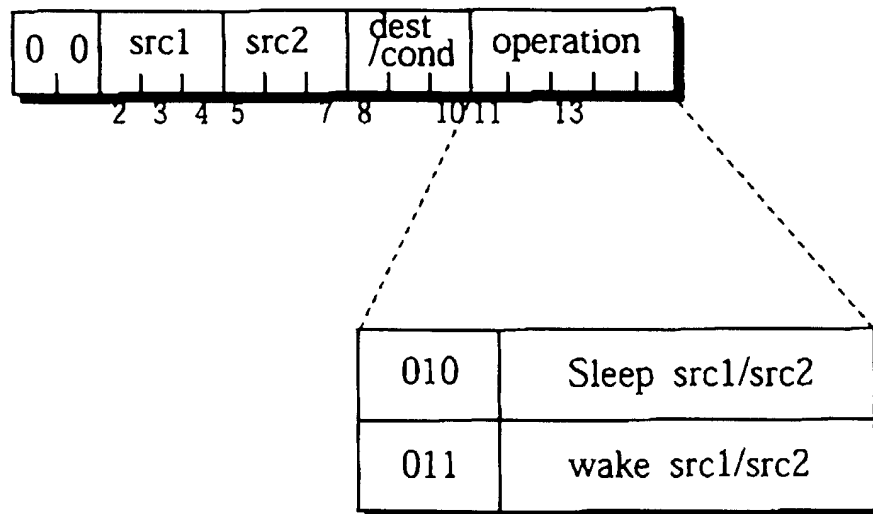 0 0 src1 src2 dest /cond operation
2 3 4 5 7 8 10 11 13
010 Sleep src1/src2
011 wake src1/src2